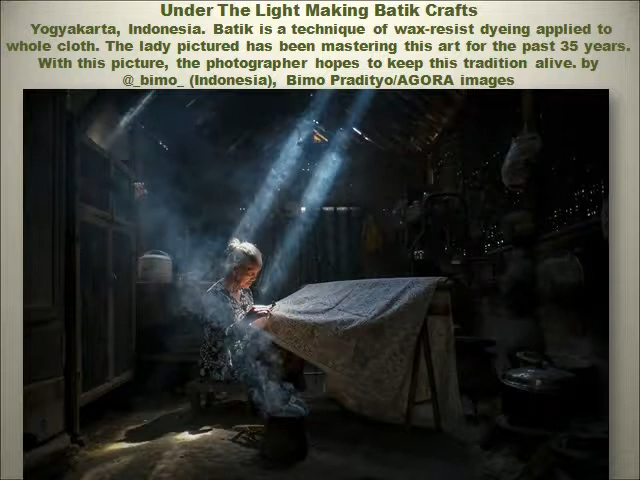 Under The Light Making Batik Crafts
Yogyakarta, Indonesia. Batik is a technique of wax-resist dyeing applied to
whole cloth. The lady pictured has been mastering this art for the past 35 years.
With this picture, the photographer hopes to keep this tradition alive. by
@_bimo_ (Indonesia), Bimo Pradityo/AGORA images